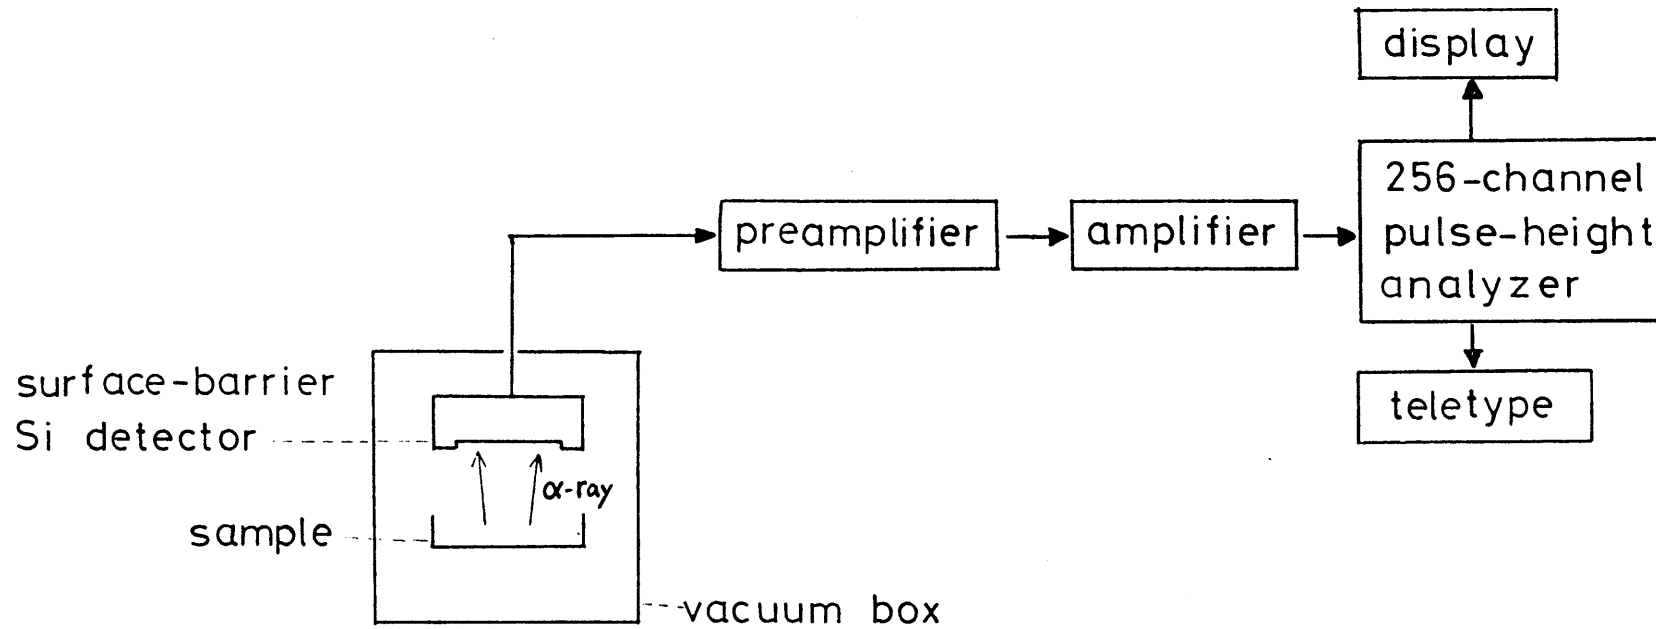 display
256-channel
pulse-height
analyzer
preamplifier
amplifier
teletype
surface-barrier
Si detector
α-ray
sample
vacuum box